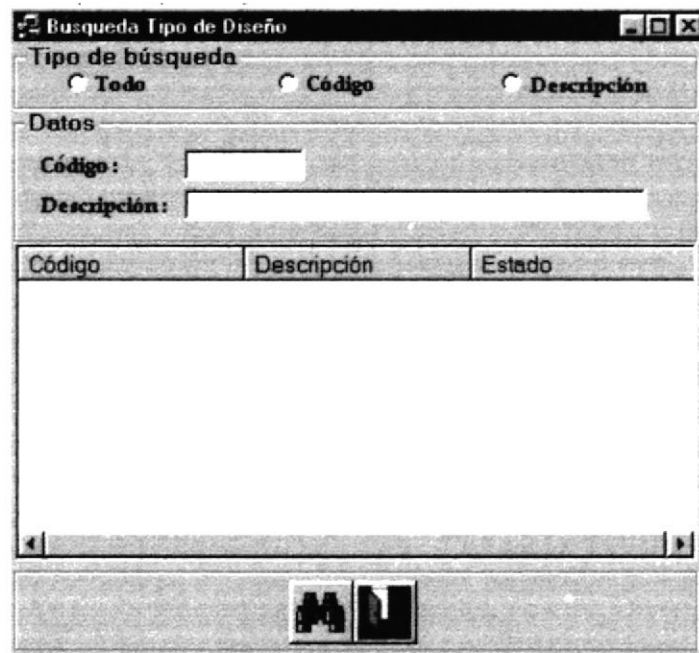 Busqueda Tipo de Diseño
Tipo de búsqueda
Todo Código Descripción
Datos
Código :
Descripción :
Código Descripción Estado